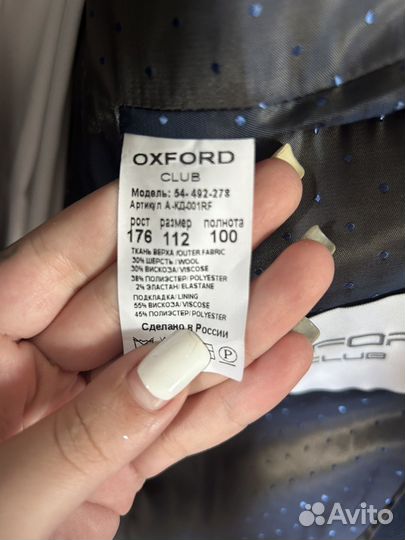 OXFORD
CLUB
Модель: 54- 492-278
Артикул А-КД-001RF
рост размер полнота
176 112 100
ТКАНЬ ВЕРХА /OUTER FABRIC
30% ШЕРСТЬ / WOOL
30% ВИСКОЗА/VISCOSE
38% ПОЛИЭСТЕР/ POLYESTER
2% ЭЛАСТАН/ ELASTANE
ПОДКЛАДКА/ LINING
55% ВИСКОЗА/VISCOSE
45% ПОЛИЭСТЕР/POLYESTER
Сделано в России
P
CLUB
Avito